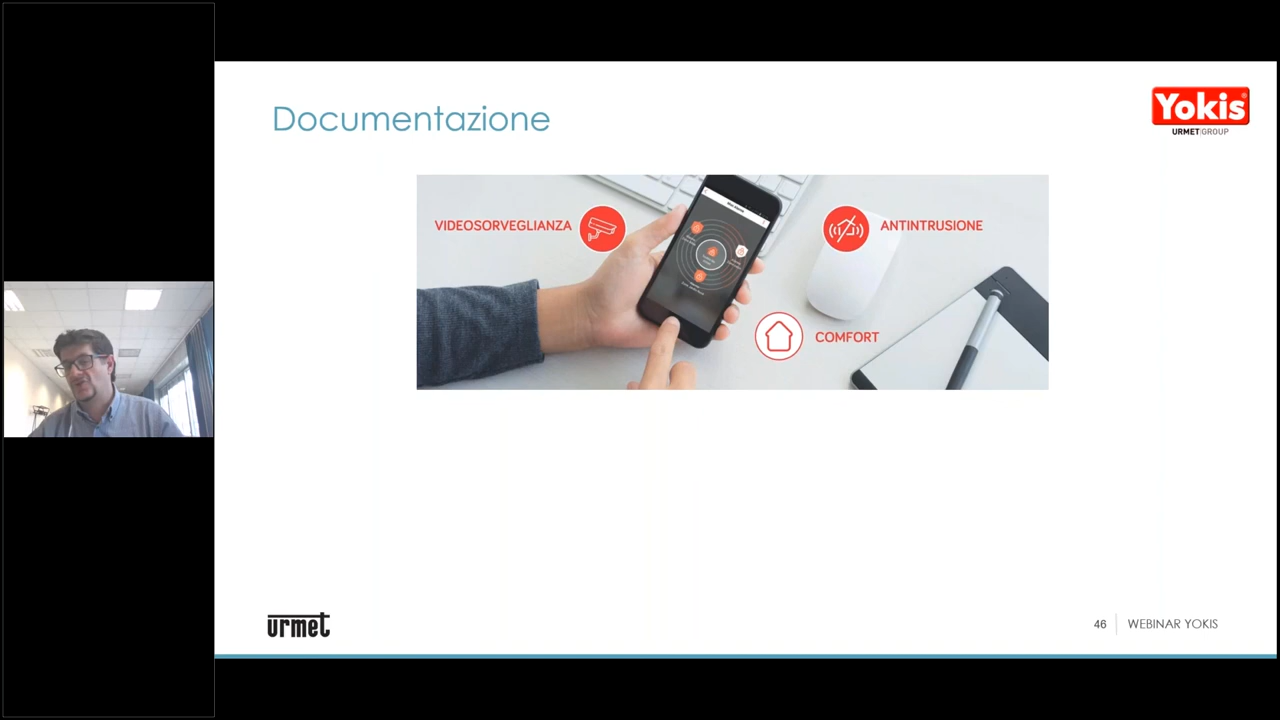 Documentazione
Yokis
URMET GROUP
VIDEOSORVEGLIANZA
ANTINTRUSIONE
COMFORT
urmet
46
WEBINAR YOKIS